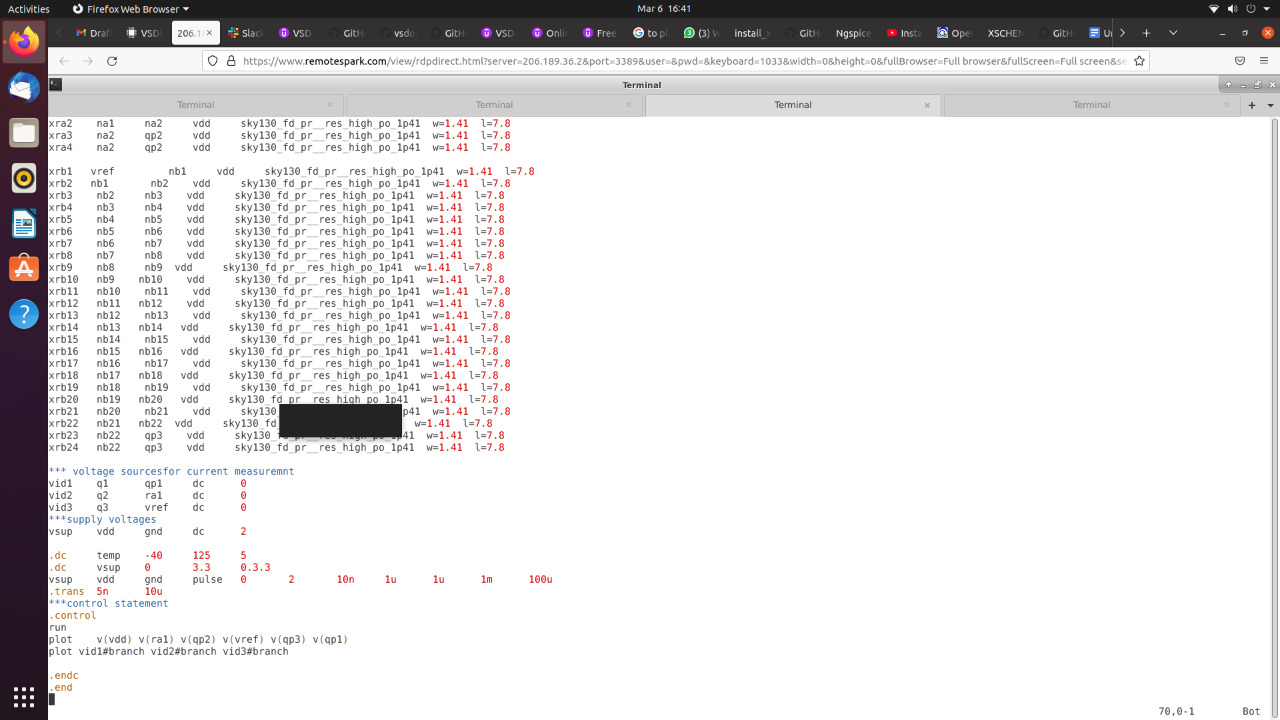 Activities Firefox Web Browser Mar 6 16:41
Draft VSD 206.18 Slack VSD GitH vsdo GitH VSD Onli Free to pl (3) W install_ GitH Ngspice Insta Open XSCHEM GitH GitH Unti
https://www.remotespark.com/view/rdpdirect.html?server=206.189.36.2&port=3389&user=&pwd=&keyboard=1033&width=0&height=0&fullBrowser=Full browser&fullScreen=Full screen&se
Terminal
Terminal Terminal Terminal Terminal
xra2 na1 na2 vdd sky130_fd_pr__res_high_po_1p41 w=1.41 l=7.8
xra3 na2 qp2 vdd sky130_fd_pr__res_high_po_1p41 w=1.41 l=7.8
xra4 na2 qp2 vdd sky130_fd_pr__res_high_po_1p41 w=1.41 l=7.8
xrb1 vref nb1 vdd sky130_fd_pr__res_high_po_1p41 w=1.41 l=7.8
xrb2 nb1 nb2 vdd sky130_fd_pr__res_high_po_1p41 w=1.41 l=7.8
xrb3 nb2 nb3 vdd sky130_fd_pr__res_high_po_1p41 w=1.41 l=7.8
xrb4 nb3 nb4 vdd sky130_fd_pr__res_high_po_1p41 w=1.41 l=7.8
xrb5 nb4 nb5 vdd sky130_fd_pr__res_high_po_1p41 w=1.41 l=7.8
xrb6 nb5 nb6 vdd sky130_fd_pr__res_high_po_1p41 w=1.41 l=7.8
xrb7 nb6 nb7 vdd sky130_fd_pr__res_high_po_1p41 w=1.41 l=7.8
xrb8 nb7 nb8 vdd sky130_fd_pr__res_high_po_1p41 w=1.41 l=7.8
xrb9 nb8 nb9 vdd sky130_fd_pr__res_high_po_1p41 w=1.41 l=7.8
xrb10 nb9 nb10 vdd sky130_fd_pr__res_high_po_1p41 w=1.41 l=7.8
xrb11 nb10 nb11 vdd sky130_fd_pr__res_high_po_1p41 w=1.41 l=7.8
xrb12 nb11 nb12 vdd sky130_fd_pr__res_high_po_1p41 w=1.41 l=7.8
xrb13 nb12 nb13 vdd sky130_fd_pr__res_high_po_1p41 w=1.41 l=7.8
xrb14 nb13 nb14 vdd sky130_fd_pr__res_high_po_1p41 w=1.41 l=7.8
xrb15 nb14 nb15 vdd sky130_fd_pr__res_high_po_1p41 w=1.41 l=7.8
xrb16 nb15 nb16 vdd sky130_fd_pr__res_high_po_1p41 w=1.41 l=7.8
xrb17 nb16 nb17 vdd sky130_fd_pr__res_high_po_1p41 w=1.41 l=7.8
xrb18 nb17 nb18 vdd sky130_fd_pr__res_high_po_1p41 w=1.41 l=7.8
xrb19 nb18 nb19 vdd sky130_fd_pr__res_high_po_1p41 w=1.41 l=7.8
xrb20 nb19 nb20 vdd sky130_fd_pr__res_high_po_1p41 w=1.41 l=7.8
xrb21 nb20 nb21 vdd sky130 p41 w=1.41 l=7.8
xrb22 nb21 nb22 vdd sky130_fd_ w=1.41 l=7.8
xrb23 nb22 qp3 vdd sky130_fd_pr__res_high_po_1p41 w=1.41 l=7.8
xrb24 nb22 qp3 vdd sky130_fd_pr__res_high_po_1p41 w=1.41 l=7.8
*** voltage sourcesfor current measuremnt
vid1 q1 qp1 dc 0
vid2 q2 ra1 dc 0
vid3 q3 vref dc 0
***supply voltages
vsup vdd gnd dc 2
.dc temp -40 125 5
.dc vsup 0 3.3 0.3.3
vsup vdd gnd pulse 0 2 10n 1u 1u 1m 100u
.trans 5n 10u
***control statement
.control
run
plot v(vdd) v(ra1) v(qp2) v(vref) v(qp3) v(qp1)
plot vid1#branch vid2#branch vid3#branch
.endc
.end
70,0-1 Bot